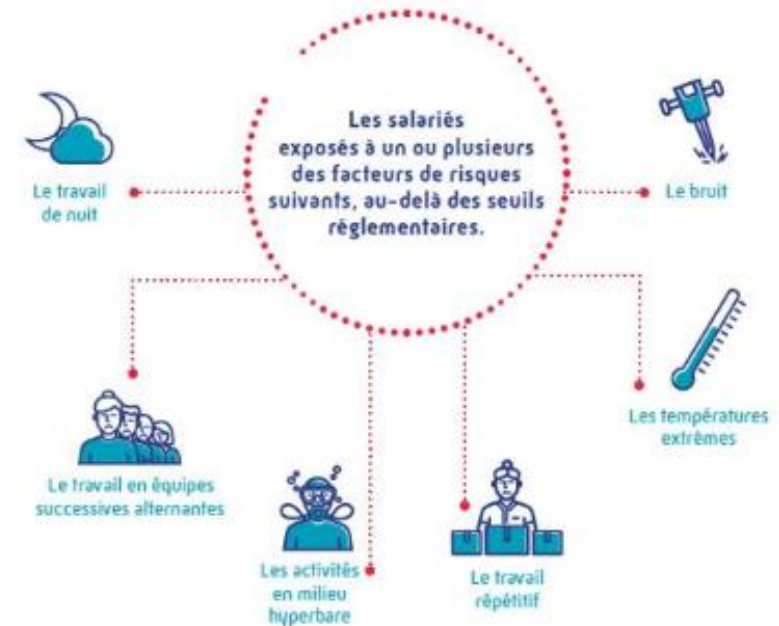 Les salariés
exposés à un ou plusieurs
des facteurs de risques
suivants, au-delà des seuils
réglementaires.
Le travail
de nuit
Le bruit
Les températures
extrêmes
Le travail en équipes
successives alternantes
Les activités
en milieu
hyperbare
Le travail
répétitif